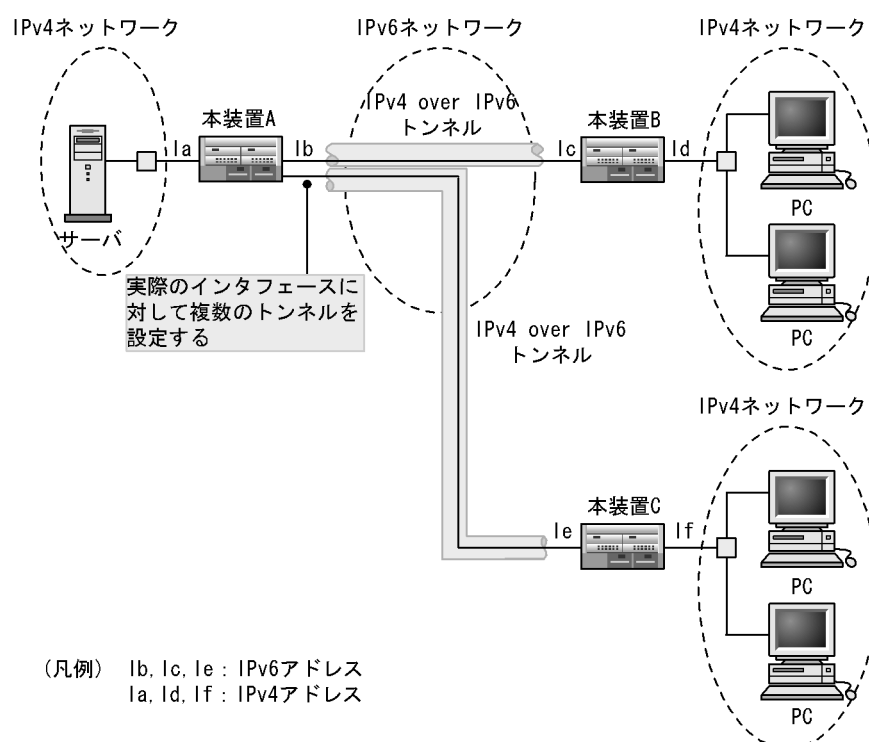 IPv4ネットワーク
IPv6ネットワーク
IPv4ネットワーク
IPv4 over IPv6
トンネル
本装置A
本装置B
Ia
Ib
Ic
Id
PC
サーバ
PC
実際のインタフェースに
対して複数のトンネルを
設定する
IPv4 over IPv6
トンネル
IPv4ネットワーク
本装置C
Ie
If
PC
PC
(凡例) Ib,Ic,Ie:IPv6アドレス
Ia,Id,If:IPv4アドレス